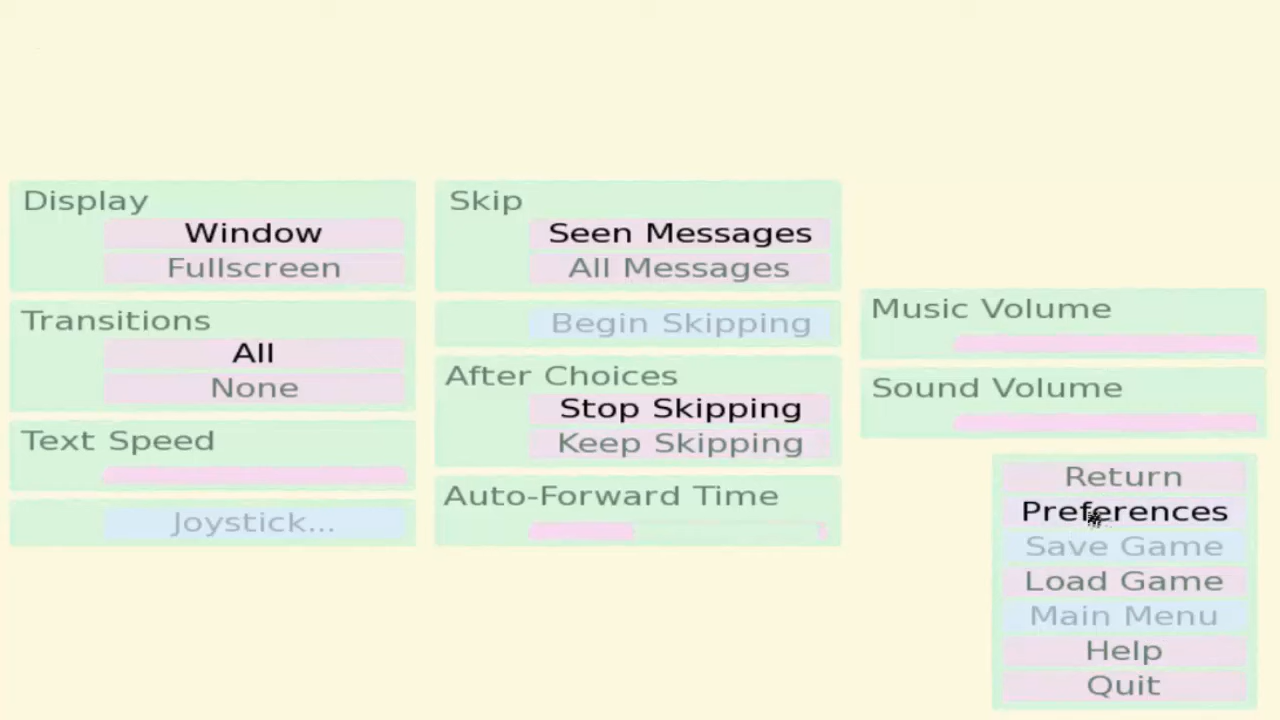 Display
Window
Fullscreen
Transitions
All
None
Text Speed
Joystick...
Skip
Seen Messages
All Messages
Begin Skipping
After Choices
Stop Skipping
Keep Skipping
Auto-Forward Time
Music Volume
Sound Volume
Return
Preferences
Save Game
Load Game
Main Menu
Help
Quit